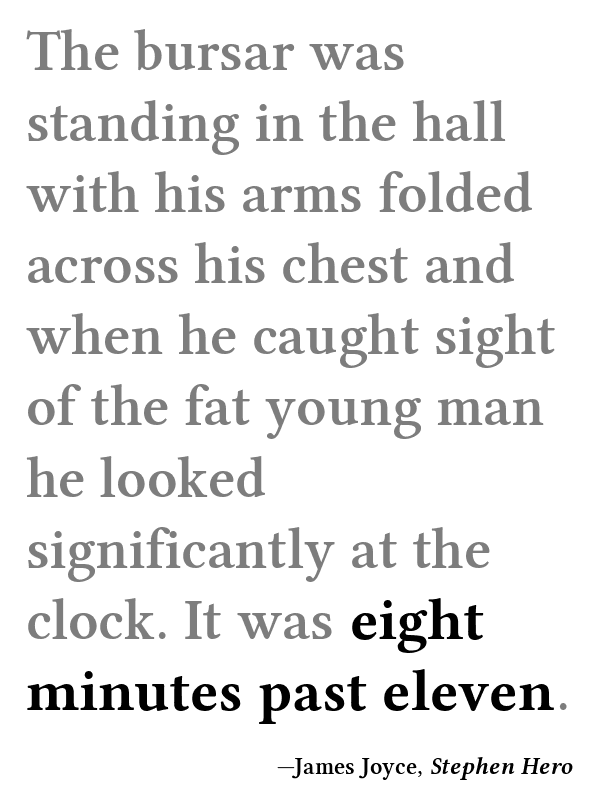 The bursar was
standing in the hall
with his arms folded
across his chest and
when he caught sight
of the fat young man
he looked
significantly at the
clock. It was eight
minutes past eleven.
—James Joyce, Stephen Hero